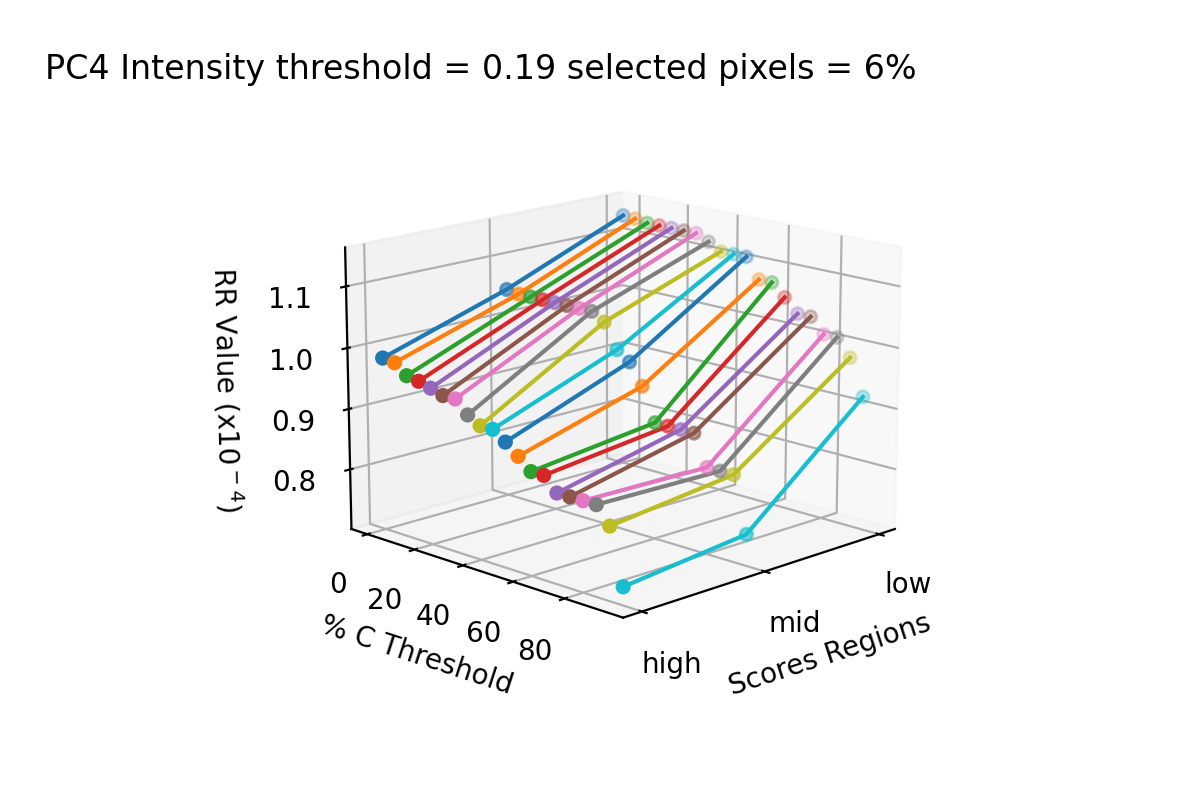 PC4 Intensity threshold = 0.19 selected pixels = 6%
RR Value (x10⁻⁴)
1.1
1.0
0.9
0.8
0
20
40
60
80
% C Threshold
high
mid
low
Scores Regions